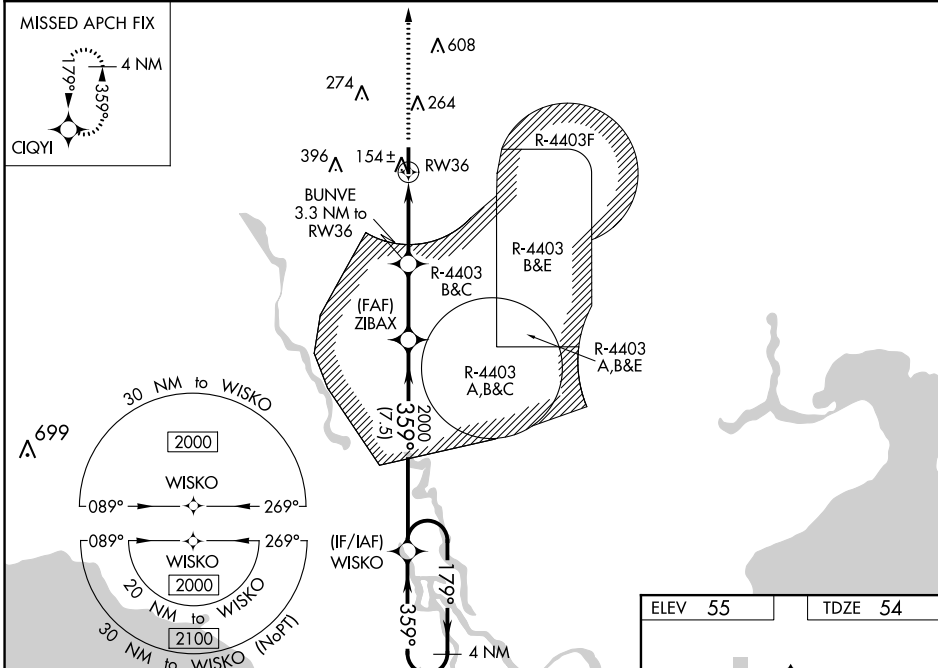 MISSED APCH FIX
4 NM
179°
359°
CIQYI
608
274
264
396
154±
RW36
BUNVE
3.3 NM to
RW36
R-4403F
R-4403
B&E
R-4403
B&C
(FAF)
ZIBAX
R-4403
A,B&C
R-4403
A,B&E
2000
359°
(7.5)
699
30 NM to WISKO
2000
WISKO
089°
269°
089°
269°
WISKO
2000
20 NM to WISKO
2100
30 NM to WISKO (NoPT)
(IF/IAF)
WISKO
179°
359°
4 NM
ELEV 55
TDZE 54